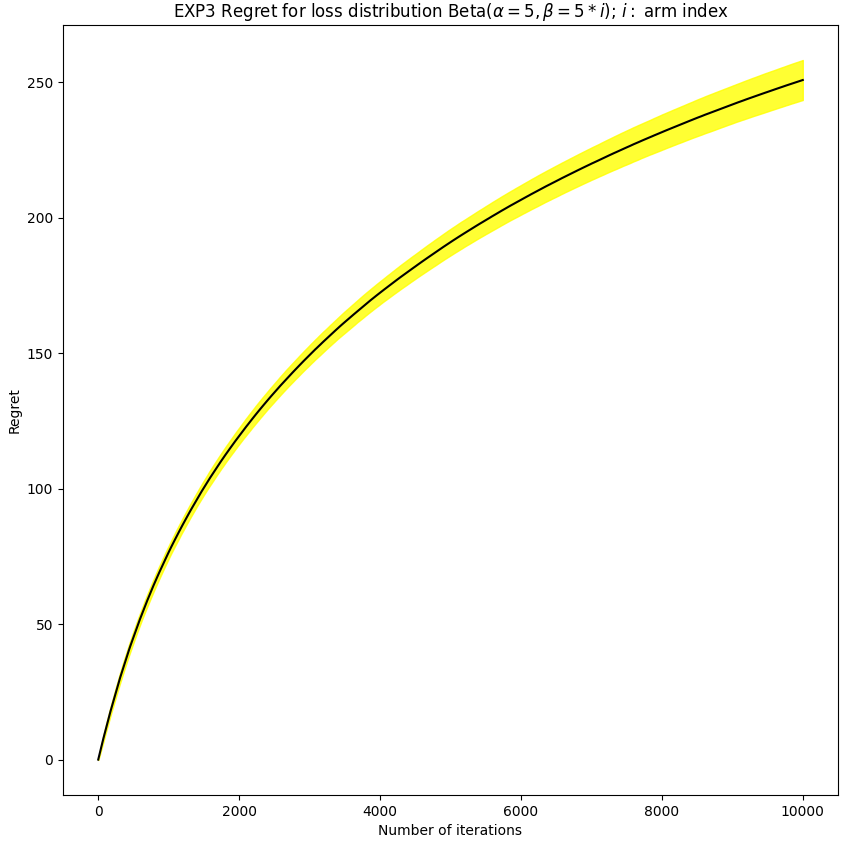 EXP3 Regret for loss distribution Beta(α = 5, β = 5 * i); i : arm index
250
200
150
100
50
0
Regret
0 2000 4000 6000 8000 10000
Number of iterations